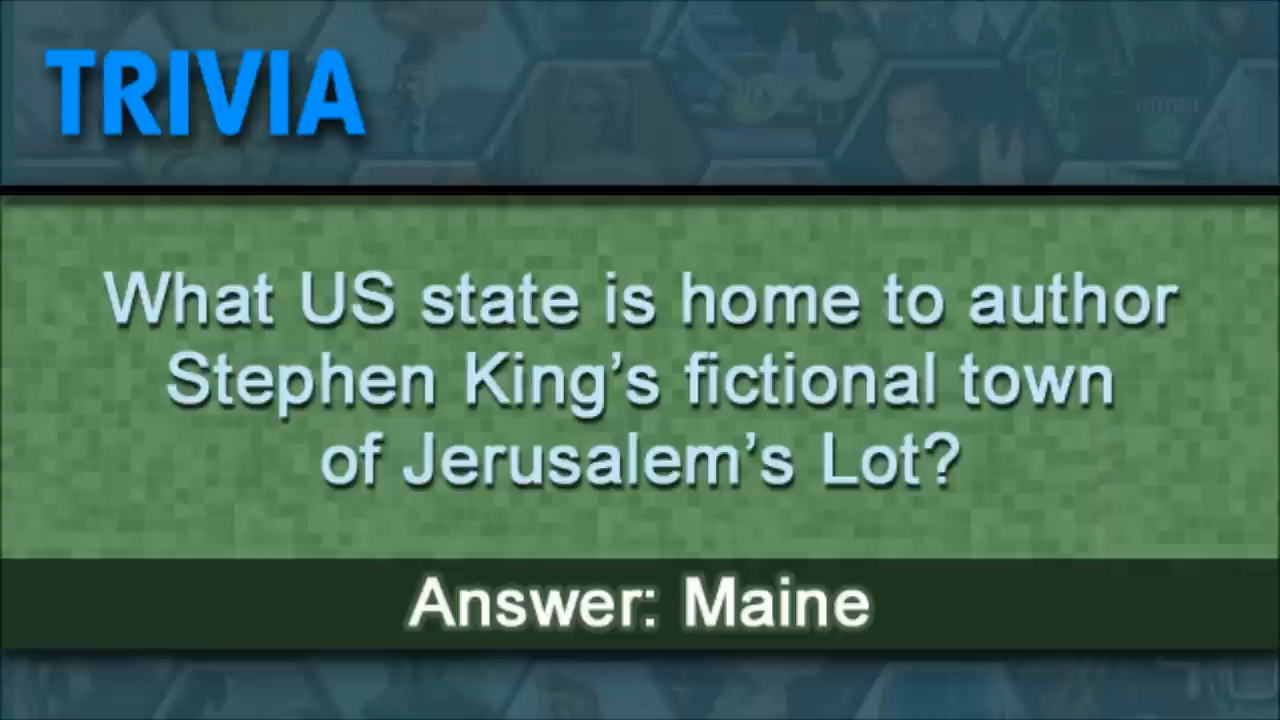 TRIVIA
What US state is home to author
Stephen King’s fictional town
of Jerusalem’s Lot?
Answer: Maine